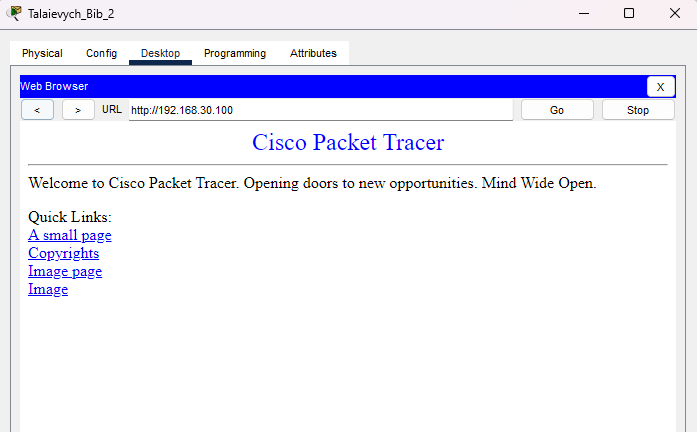 Talaievych_Bib_2
Physical Config Desktop Programming Attributes
Web Browser X
< > URL http://192.168.30.100 Go Stop
Cisco Packet Tracer
Welcome to Cisco Packet Tracer. Opening doors to new opportunities. Mind Wide Open.
Quick Links:
A small page
Copyrights
Image page
Image